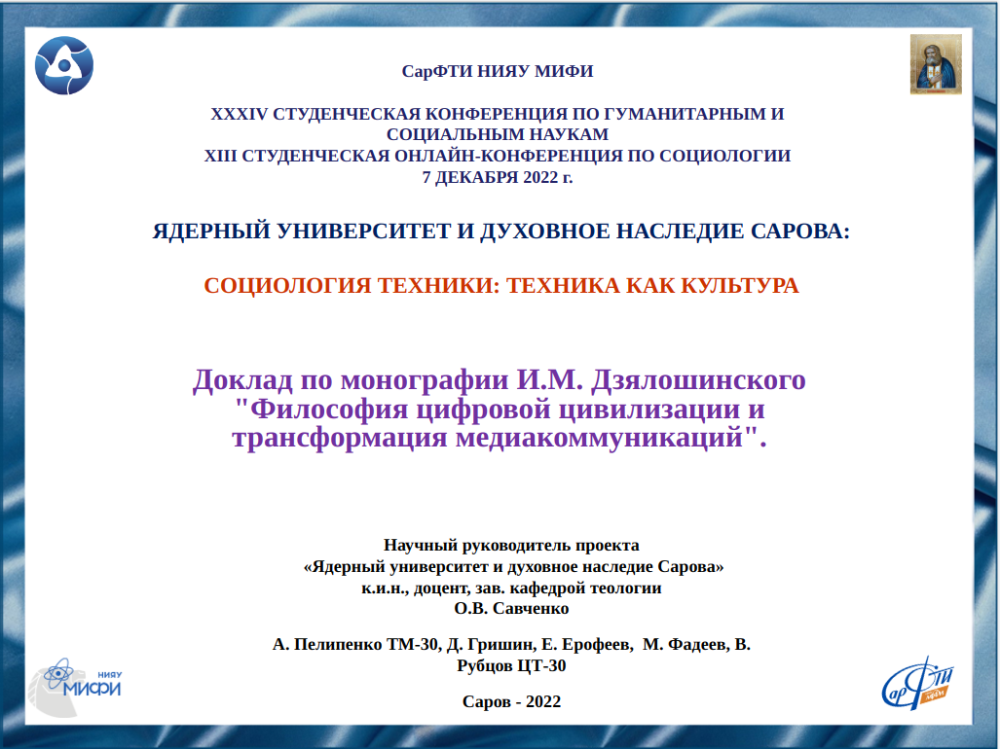 СарФТИ НИЯУ МИФИ
XXXIV СТУДЕНЧЕСКАЯ КОНФЕРЕНЦИЯ ПО ГУМАНИТАРНЫМ И
СОЦИАЛЬНЫМ НАУКАМ
XIII СТУДЕНЧЕСКАЯ ОНЛАЙН-КОНФЕРЕНЦИЯ ПО СОЦИОЛОГИИ
7 ДЕКАБРЯ 2022 г.
ЯДЕРНЫЙ УНИВЕРСИТЕТ И ДУХОВНОЕ НАСЛЕДИЕ САРОВА:
СОЦИОЛОГИЯ ТЕХНИКИ: ТЕХНИКА КАК КУЛЬТУРА
Доклад по монографии И.М. Дзялошинского
"Философия цифровой цивилизации и
трансформация медиакоммуникаций".
Научный руководитель проекта
«Ядерный университет и духовное наследие Сарова»
к.и.н., доцент, зав. кафедрой теологии
О.В. Савченко
А. Пелипенко ТМ-30, Д. Гришин, Е. Ерофеев, М. Фадеев, В.
Рубцов ЦТ-30
Саров - 2022
НИЯУ
МИФИ
СарФТИ